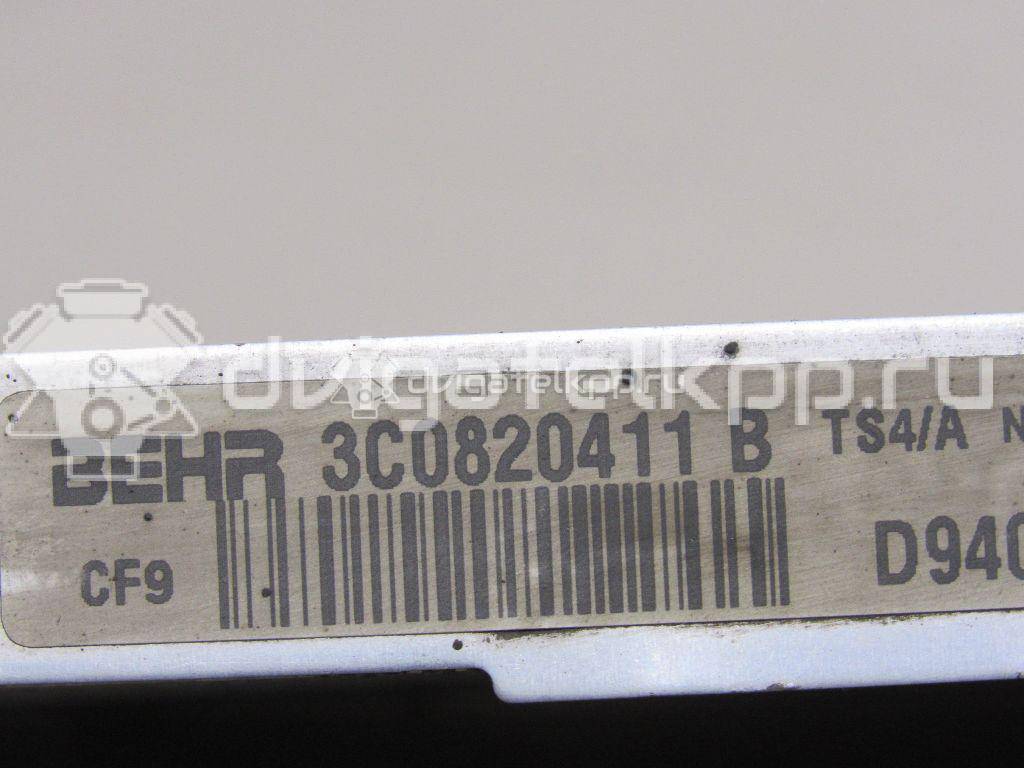 dvigatelkpp.ru
dvigatelkpp.ru
BEHR 3C0820411 B TS4/A N
CF9 D940